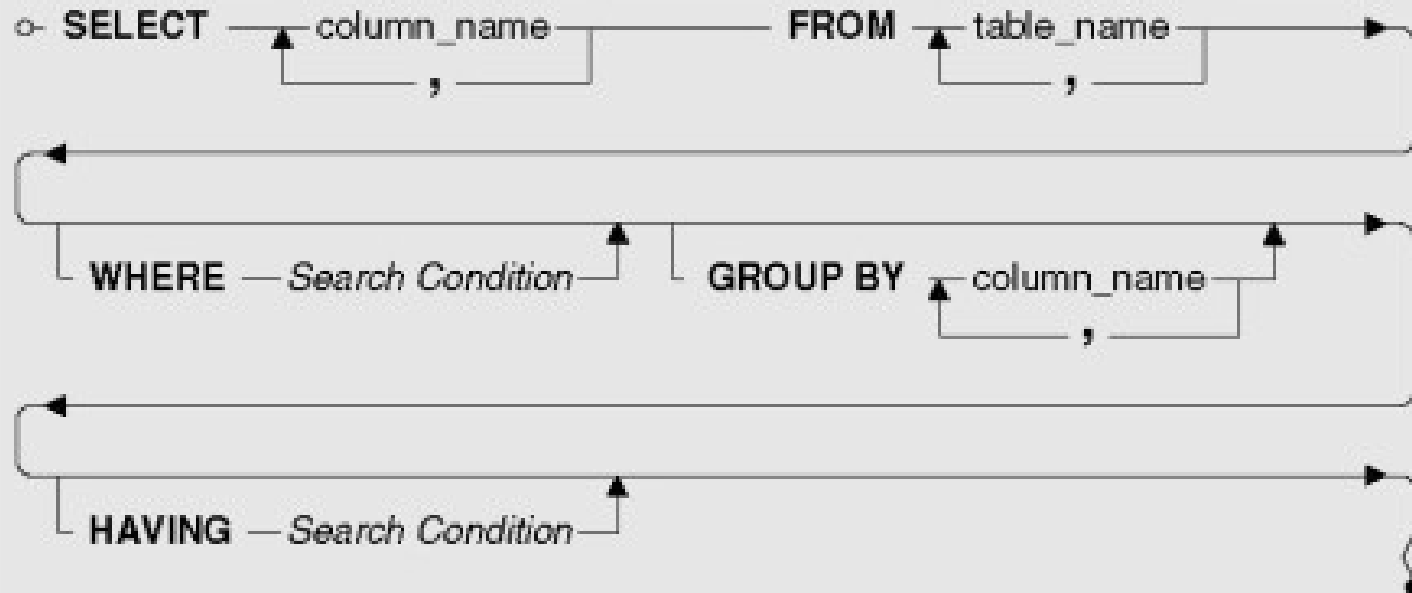 SELECT column_name FROM table_name
, ,
WHERE Search Condition GROUP BY column_name
,
HAVING Search Condition